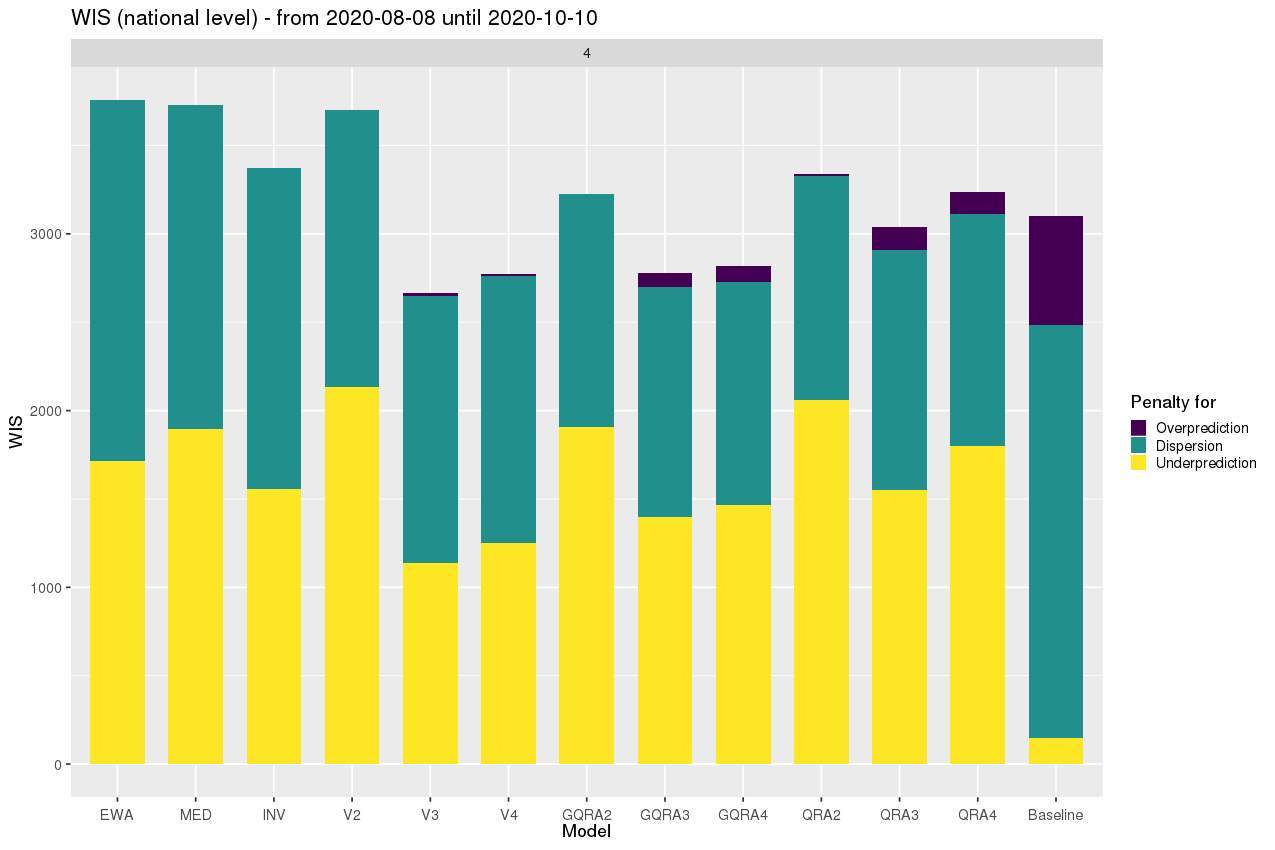 WIS (national level) - from 2020-08-08 until 2020-10-10
4
WIS
3000
2000
1000
0
EWA MED INV V2 V3 V4 GQRA2 GQRA3 GQRA4 QRA2 QRA3 QRA4 Baseline
Model
Penalty for
Overprediction
Dispersion
Underprediction